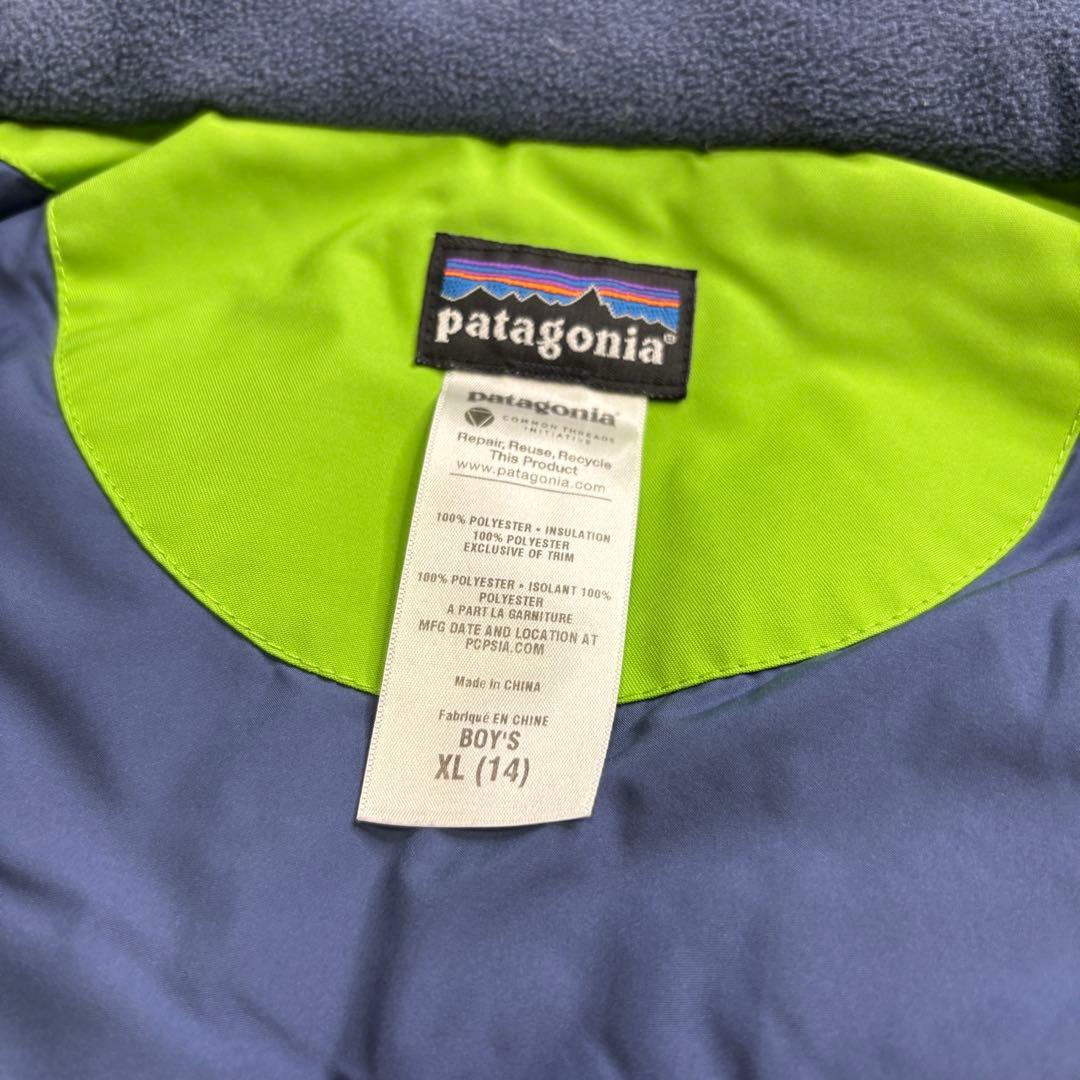 patagonia®
patagonia®
COMMON THREADS
INITIATIVE
Repair, Reuse, Recycle
This Product
www.patagonia.com
100% POLYESTER • INSULATION
100% POLYESTER
EXCLUSIVE OF TRIM
100% POLYESTER • ISOLANT 100%
POLYESTER
A PART LA GARNITURE
MFG DATE AND LOCATION AT
PCPSIA.COM
Made in CHINA
Fabriqué EN CHINE
BOY'S
XL (14)